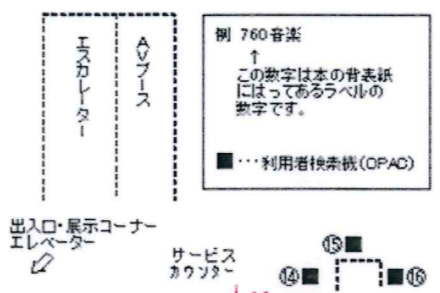 エスカレーター
AVブース
例 760音楽
↑
この数字は本の背表紙
にはってあるラベルの
数字です。
■…利用者検索機(OPAC)
出入口・展示コーナー
エレベーター
サービス
カウンター
⑮■
⑭■
■⑯